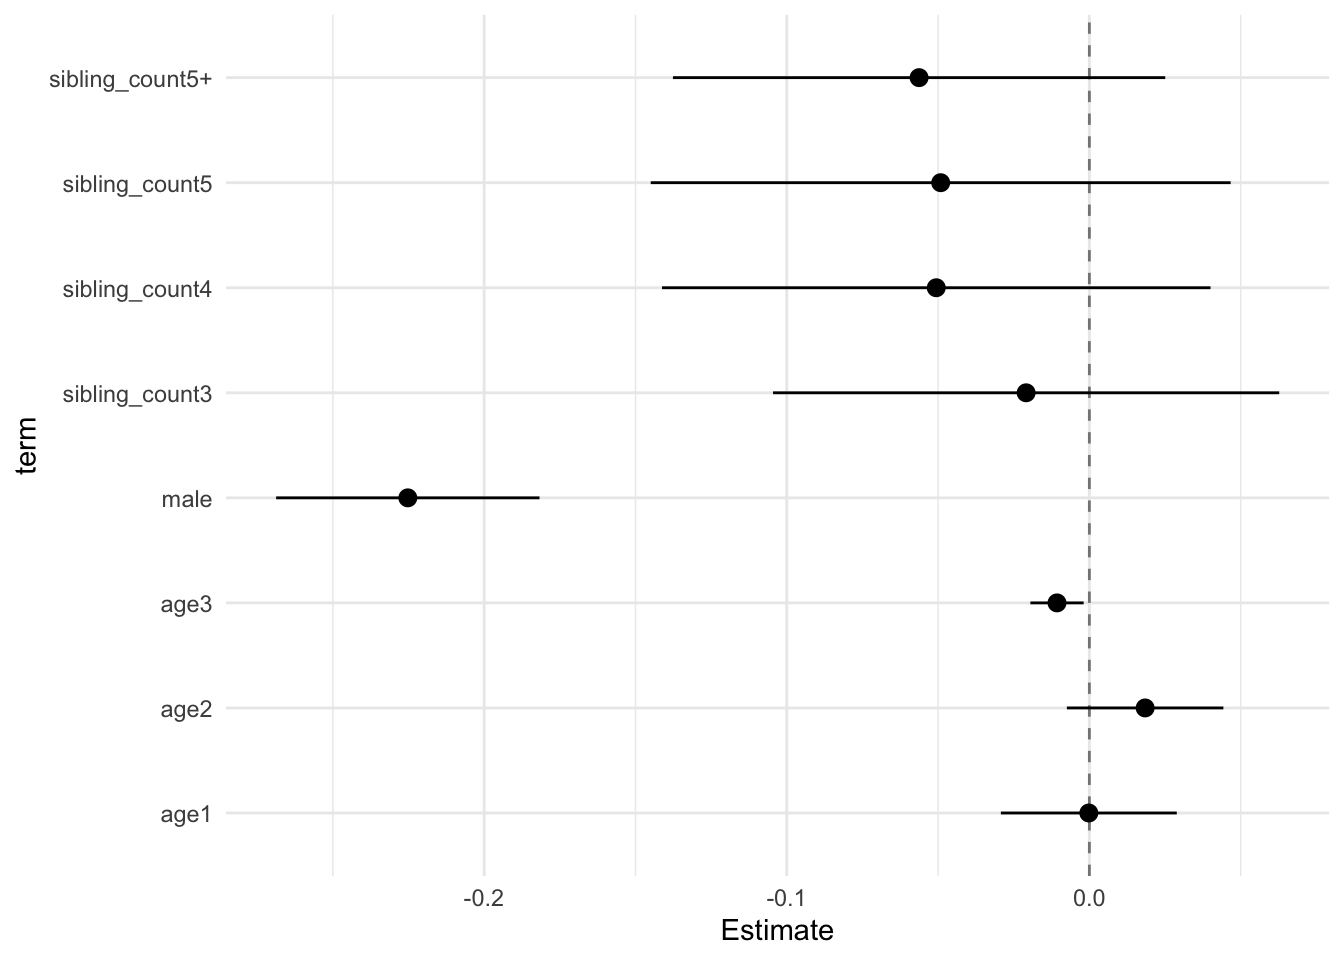 sibling_count5+
sibling_count5
sibling_count4
sibling_count3
male
age3
age2
age1
term
-0.2 -0.1 0.0
Estimate